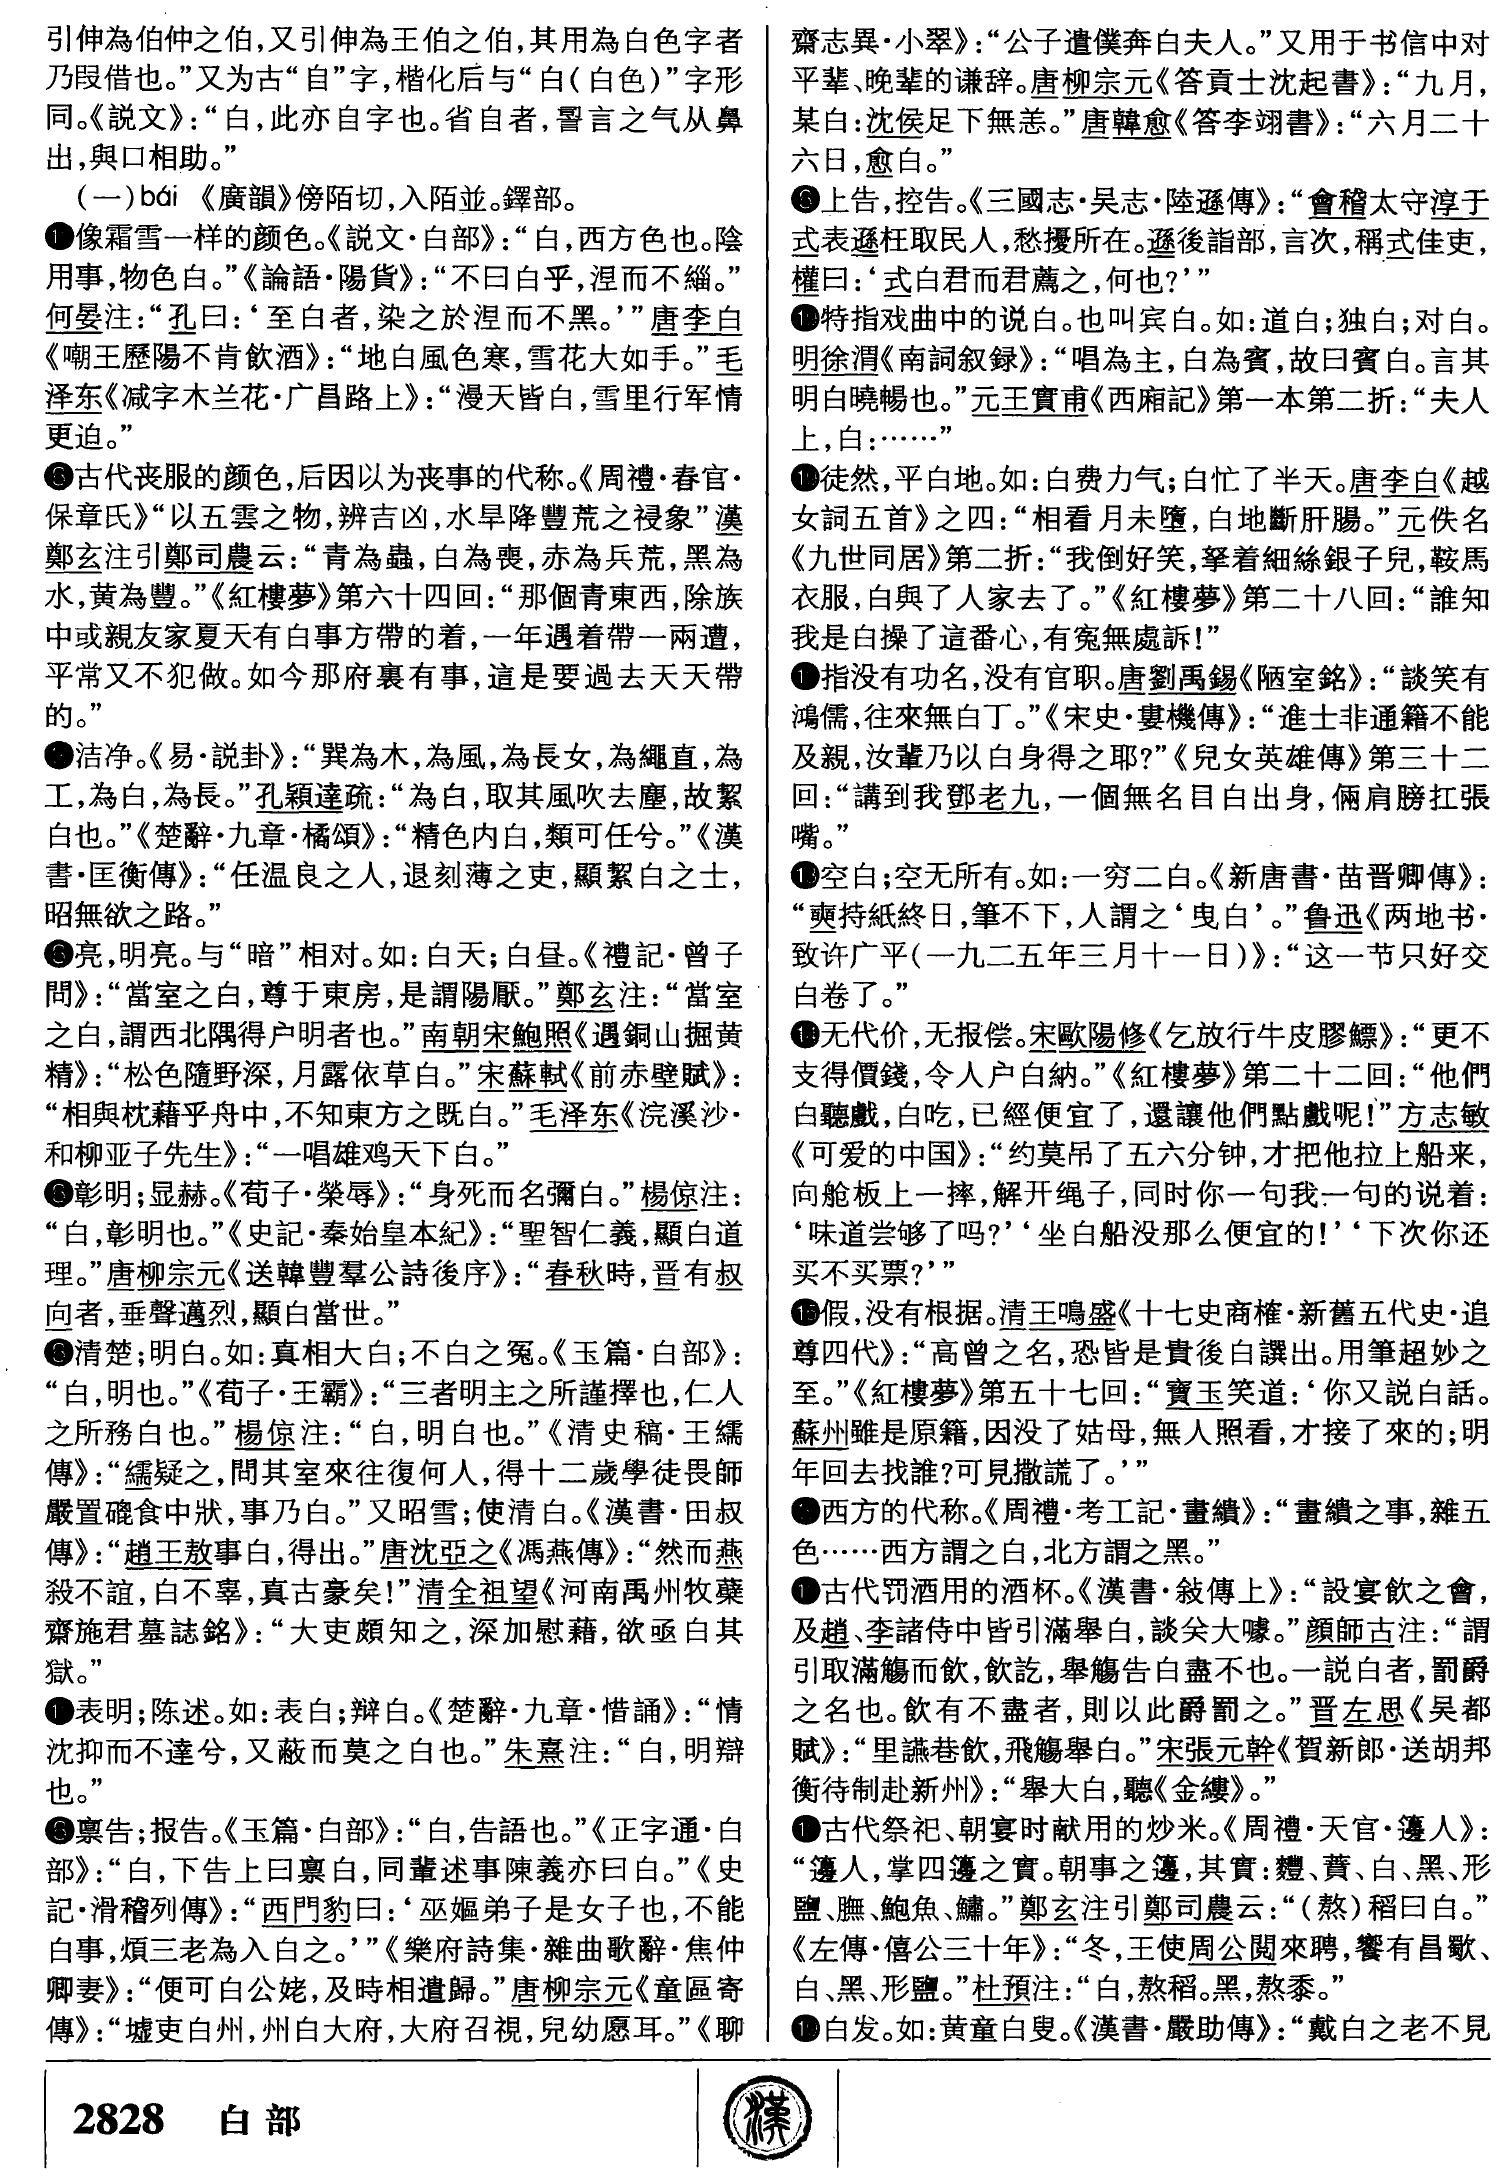 引伸為伯仲之伯，又引伸為王伯之伯，其用為白色字者
乃叚借也。”又为古“自”字，楷化后与“白（白色）”字形
同。《説文》：“白，此亦自字也。省自者，詈言之气从鼻
出，與口相助。”
（一）bái 《廣韻》傍陌切，入陌並。鐸部。
❶像霜雪一样的颜色。《説文·白部》：“白，西方色也。陰
用事，物色白。”《論語·陽貨》：“不曰白乎，涅而不緇。”
何晏注：“孔曰：‘至白者，染之於涅而不黑。’”唐李白
《嘲王歷陽不肯飲酒》：“地白風色寒，雪花大如手。”毛
泽东《减字木兰花·广昌路上》：“漫天皆白，雪里行军情
更迫。”
古代丧服的颜色，后因以为丧事的代称。《周禮·春官·
保章氏》“以五雲之物，辨吉凶，水旱降豐荒之祲象”漢
鄭玄注引鄭司農云：“青為蟲，白為喪，赤為兵荒，黑為
水，黄為豐。”《紅樓夢》第六十四回：“那個青東西，除族
中或親友家夏天有白事方帶的着，一年遇着帶一兩遭，
平常又不犯做。如今那府裏有事，這是要過去天天帶
的。”
洁净。《易·説卦》：“巽為木，為風，為長女，為繩直，為
工，為白，為長。”孔穎達疏：“為白，取其風吹去塵，故絜
白也。”《楚辭·九章·橘頌》：“精色内白，類可任兮。”《漢
書·匡衡傳》：“任温良之人，退刻薄之吏，顯絜白之士，
昭無欲之路。”
亮，明亮。与“暗”相对。如：白天；白昼。《禮記·曾子
問》：“當室之白，尊于東房，是謂陽厭。”鄭玄注：“當室
之白，謂西北隅得户明者也。”南朝宋鮑照《遇銅山掘黄
精》：“松色隨野深，月露依草白。”宋蘇軾《前赤壁賦》：
“相與枕藉乎舟中，不知東方之既白。”毛泽东《浣溪沙·
和柳亚子先生》：“一唱雄鸡天下白。”
彰明；显赫。《荀子·榮辱》：“身死而名彌白。”楊倞注：
“白，彰明也。”《史記·秦始皇本紀》：“聖智仁義，顯白道
理。”唐柳宗元《送韓豐羣公詩後序》：“春秋時，晋有叔
向者，垂聲邁烈，顯白當世。”
清楚；明白。如：真相大白；不白之冤。《玉篇·白部》：
“白，明也。”《荀子·王霸》：“三者明主之所謹擇也，仁人
之所務白也。”楊倞注：“白，明白也。”《清史稿·王繻
傳》：“繻疑之，問其室來往復何人，得十二歲學徒畏師
嚴置磇食中狀，事乃白。”又昭雪；使清白。《漢書·田叔
傳》：“趙王敖事白，得出。”唐沈亞之《馮燕傳》：“然而燕
殺不誼，白不辜，真古豪矣！”清全祖望《河南禹州牧蘗
齋施君墓誌銘》：“大吏頗知之，深加慰藉，欲亟白其
獄。”
表明；陈述。如：表白；辩白。《楚辭·九章·惜誦》：“情
沈抑而不達兮，又蔽而莫之白也。”朱熹注：“白，明辯
也。”
禀告；报告。《玉篇·白部》：“白，告語也。”《正字通·白
部》：“白，下告上曰禀白，同輩述事陳義亦曰白。”《史
記·滑稽列傳》：“西門豹曰：‘巫嫗弟子是女子也，不能
白事，煩三老為入白之。’”《樂府詩集·雜曲歌辭·焦仲
卿妻》：“便可白公姥，及時相遣歸。”唐柳宗元《童區寄
傳》：“墟吏白州，州白大府，大府召視，兒幼愿耳。”《聊
齋志異·小翠》：“公子遣僕奔白夫人。”又用于书信中对
平辈、晚辈的谦辞。唐柳宗元《答貢士沈起書》：“九月，
某白：沈侯足下無恙。”唐韓愈《答李翊書》：“六月二十
六日，愈白。”
上告，控告。《三國志·吴志·陸遜傳》：“會稽太守淳于
式表遜枉取民人，愁擾所在。遜後詣部，言次，稱式佳吏，
權曰：‘式白君而君薦之，何也？’”
特指戏曲中的说白。也叫宾白。如：道白；独白；对白。
明徐渭《南詞叙録》：“唱為主，白為賓，故曰賓白。言其
明白曉暢也。”元王實甫《西廂記》第一本第二折：“夫人
上，白：……”
徒然，平白地。如：白费力气；白忙了半天。唐李白《越
女詞五首》之四：“相看月未墮，白地斷肝腸。”元佚名
《九世同居》第二折：“我倒好笑，拏着細絲銀子兒，鞍馬
衣服，白與了人家去了。”《紅樓夢》第二十八回：“誰知
我是白操了這番心，有寃無處訴！”
指没有功名，没有官职。唐劉禹錫《陋室銘》：“談笑有
鴻儒，往來無白丁。”《宋史·婁機傳》：“進士非通籍不能
及親，汝輩乃以白身得之耶？”《兒女英雄傳》第三十二
回：“講到我鄧老九，一個無名目白出身，倆肩膀扛張
嘴。”
空白；空无所有。如：一穷二白。《新唐書·苗晋卿傳》：
“奭持紙終日，筆不下，人謂之‘曳白’。”鲁迅《两地书·
致许广平（一九二五年三月十一日）》：“这一节只好交
白卷了。”
无代价，无报偿。宋歐陽修《乞放行牛皮膠鰾》：“更不
支得價錢，令人户白納。”《紅樓夢》第二十二回：“他們
白聽戲，白吃，已經便宜了，還讓他們點戲呢！”方志敏
《可爱的中国》：“约莫吊了五六分钟，才把他拉上船来，
向舱板上一摔，解开绳子，同时你一句我一句的说着：
‘味道尝够了吗？’‘坐白船没那么便宜的！’‘下次你还
买不买票？’”
假，没有根据。清王鳴盛《十七史商榷·新舊五代史·追
尊四代》：“高曾之名，恐皆是貴後白譔出。用筆超妙之
至。”《紅樓夢》第五十七回：“寶玉笑道：‘你又説白話。
蘇州雖是原籍，因没了姑母，無人照看，才接了來的；明
年回去找誰？可見撒謊了。’”
西方的代称。《周禮·考工記·畫繢》：“畫繢之事，雜五
色……西方謂之白，北方謂之黑。”
古代罚酒用的酒杯。《漢書·敍傳上》：“設宴飲之會，
及趙、李諸侍中皆引滿舉白，談关大噱。”顔師古注：“謂
引取滿觴而飲，飲訖，舉觴告白盡不也。一説白者，罰爵
之名也。飲有不盡者，則以此爵罰之。”晋左思《吴都
賦》：“里讌巷飲，飛觴舉白。”宋張元幹《賀新郎·送胡邦
衡待制赴新州》：“舉大白，聽《金縷》。”
古代祭祀、朝宴时献用的炒米。《周禮·天官·籩人》：
“籩人，掌四籩之實。朝事之籩，其實：麷、蕡、白、黑、形
鹽、膴、鮑魚、鱐。”鄭玄注引鄭司農云：“（熬）稻曰白。”
《左傳·僖公三十年》：“冬，王使周公閲來聘，饗有昌歜、
白、黑、形鹽。”杜預注：“白，熬稻。黑，熬黍。”
白发。如：黄童白叟。《漢書·嚴助傳》：“戴白之老不見
2828 白部
漢